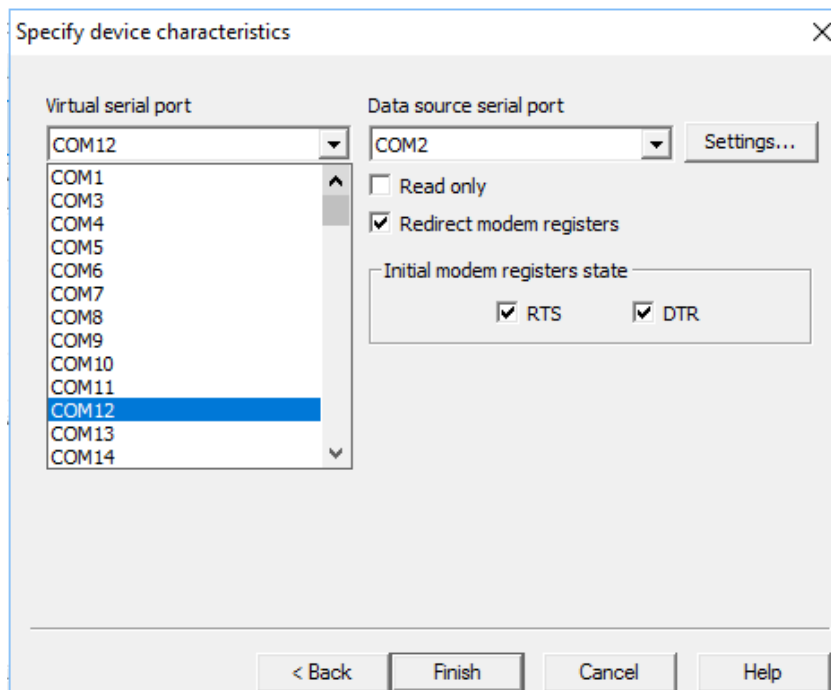 Specify device characteristics
Virtual serial port
COM12
COM1
COM3
COM4
COM5
COM6
COM7
COM8
COM9
COM10
COM11
COM12
COM13
COM14
Data source serial port
COM2
Settings...
Read only
Redirect modem registers
Initial modem registers state
RTS
DTR
< Back
Finish
Cancel
Help